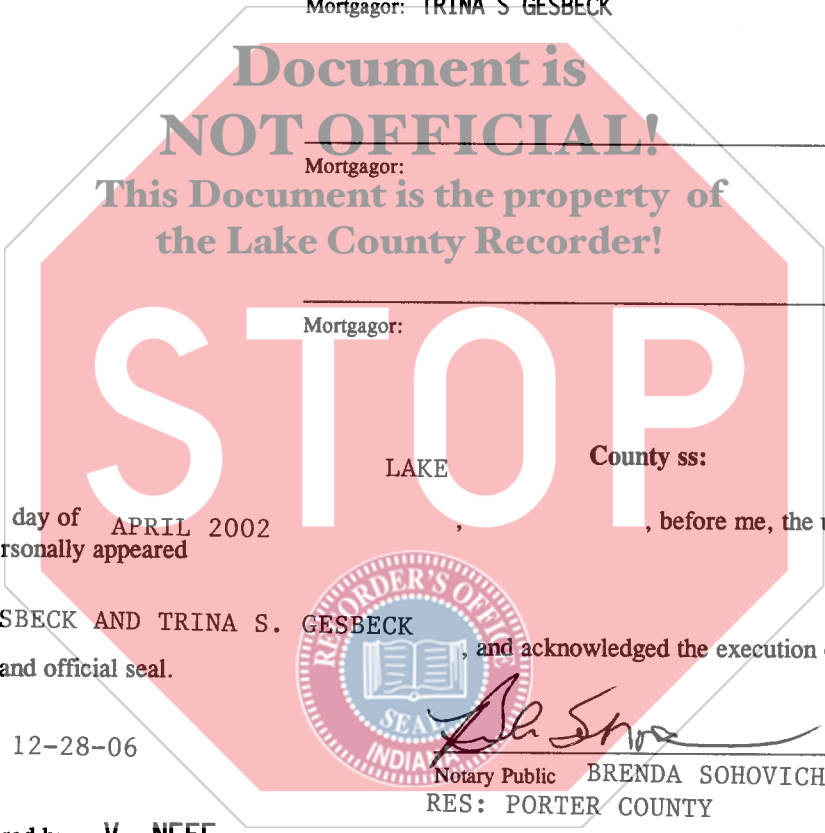 Mortgagor: TRINA S GESBECK
Document is
NOT OFFICIAL!
Mortgagor:
This Document is the property of
the Lake County Recorder!
Mortgagor:
STOP
LAKE County ss:
day of APRIL 2002 , , before me, the u
rsonally appeared
SBECK AND TRINA S. GESBECK
, and acknowledged the execution
and official seal.
RECORDER'S OFFICE
SEAL
INDIANA
12-28-06
Notary Public BRENDA SOHOVICH
RES: PORTER COUNTY
V. NEFF